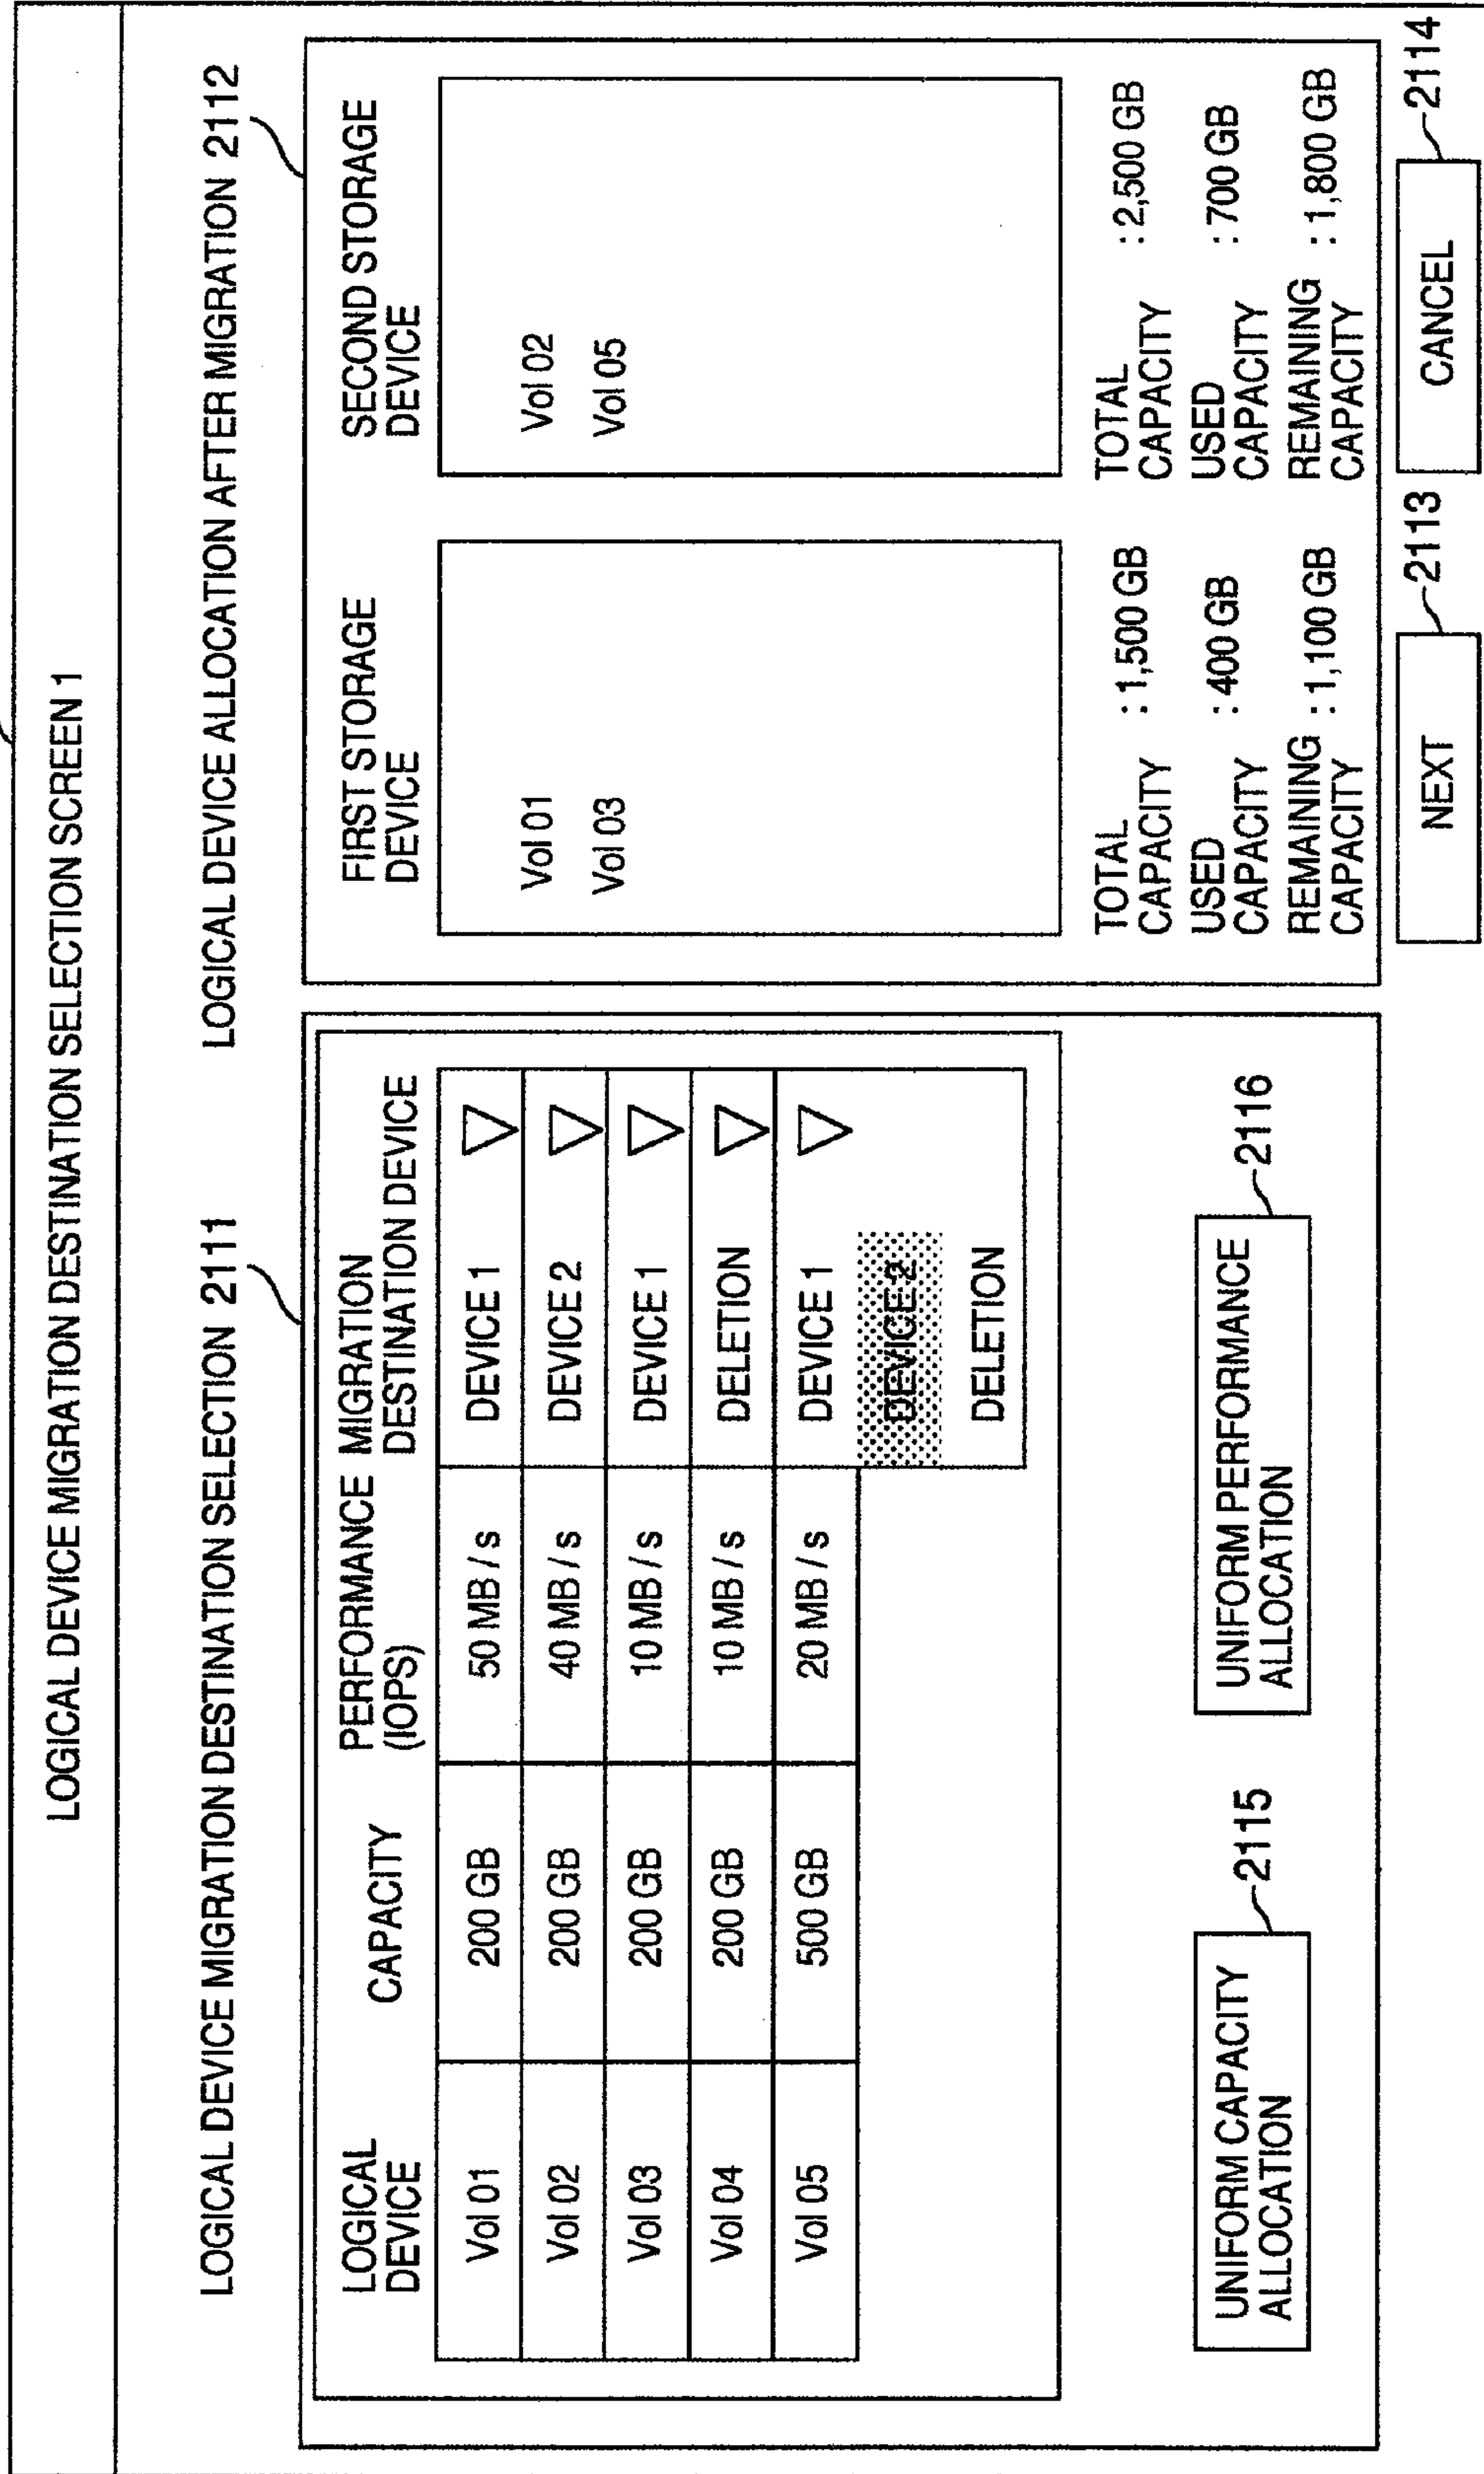 LOGICAL DEVICE MIGRATION DESTINATION SELECTION SCREEN 1
LOGICAL DEVICE MIGRATION DESTINATION SELECTION 2111
LOGICAL DEVICE
CAPACITY
PERFORMANCE (IOPS)
MIGRATION DESTINATION DEVICE
Vol 01 200 GB 50 MB / s DEVICE 1 ▽
Vol 02 200 GB 40 MB / s DEVICE 2 ▽
Vol 03 200 GB 10 MB / s DEVICE 1 ▽
Vol 04 200 GB 10 MB / s DELETION ▽
Vol 05 500 GB 20 MB / s DEVICE 1 ▽
DEVICE 2
DELETION
UNIFORM CAPACITY
ALLOCATION
2115
UNIFORM PERFORMANCE
ALLOCATION
2116
LOGICAL DEVICE ALLOCATION AFTER MIGRATION 2112
FIRST STORAGE
DEVICE
Vol 01
Vol 03
TOTAL
CAPACITY : 1,500 GB
USED
CAPACITY : 400 GB
REMAINING
CAPACITY : 1,100 GB
SECOND STORAGE
DEVICE
Vol 02
Vol 05
TOTAL
CAPACITY : 2,500 GB
USED
CAPACITY : 700 GB
REMAINING
CAPACITY : 1,800 GB
NEXT
2113
CANCEL
2114